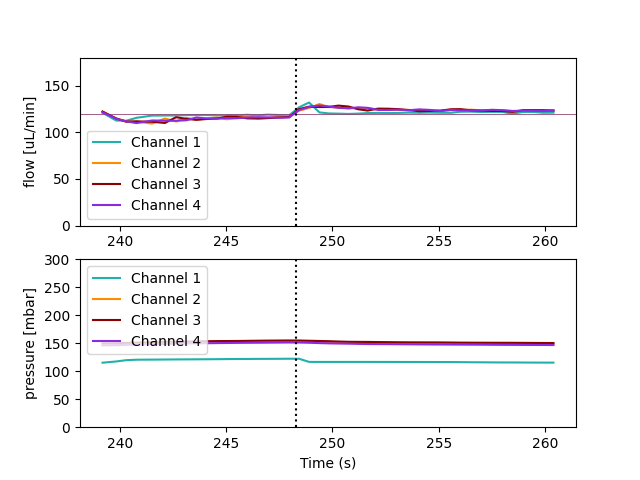 150
100
50
0
flow [uL/min]
Channel 1
Channel 2
Channel 3
Channel 4
240 245 250 255 260
300
250
200
150
100
50
0
pressure [mbar]
Channel 1
Channel 2
Channel 3
Channel 4
240 245 250 255 260
Time (s)